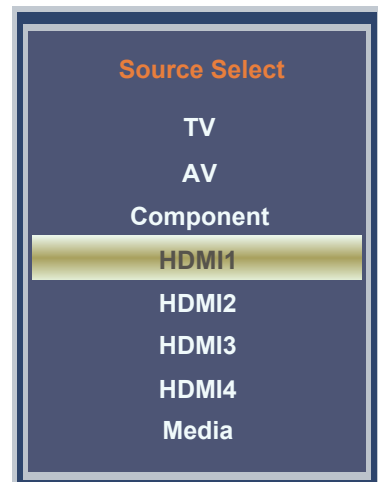 Source Select
TV
AV
Component
HDMI1
HDMI2
HDMI3
HDMI4
Media